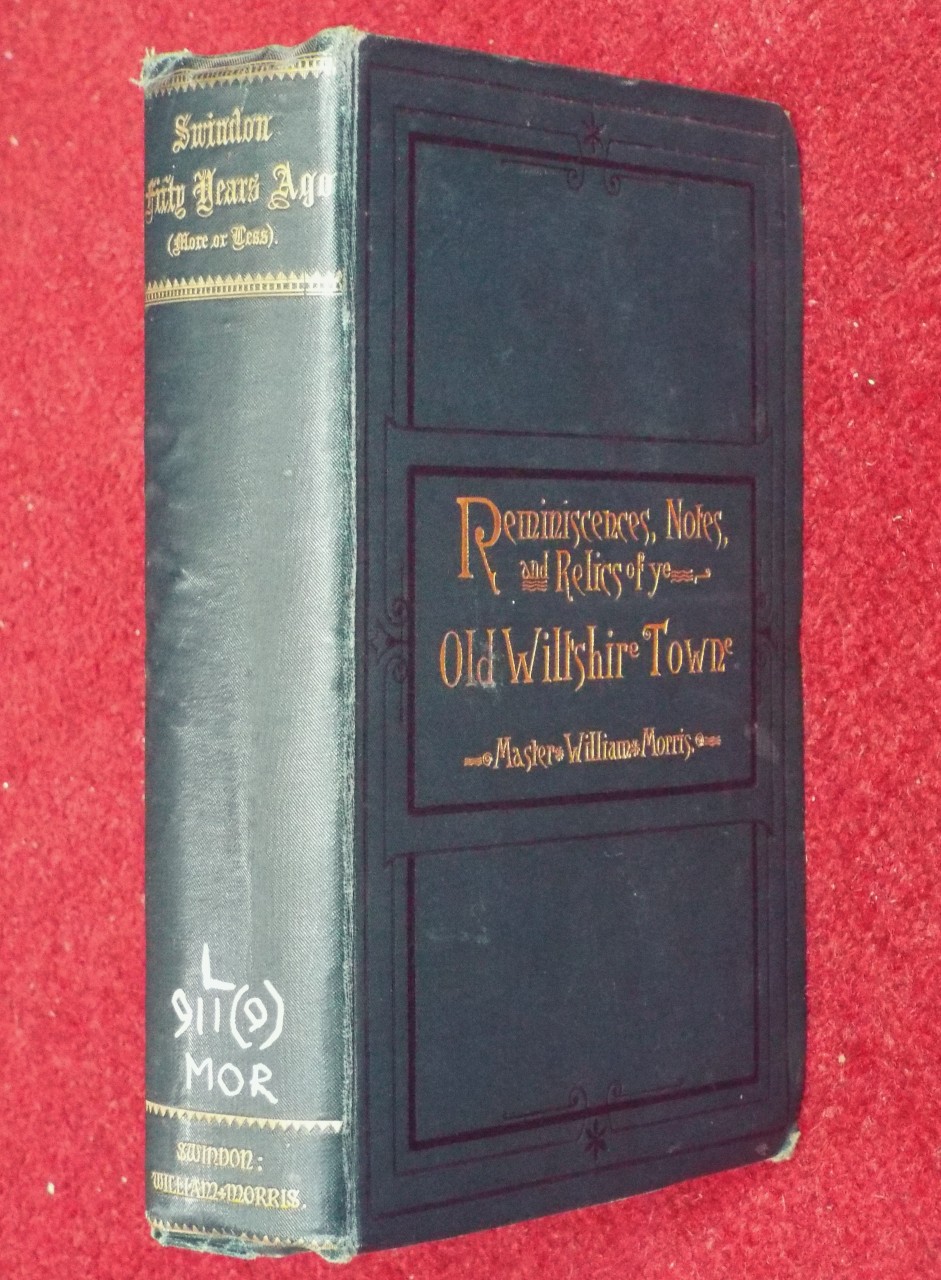 Swindon
Fifty Years Ago
(More or Less).
L
911(9)
MOR
SWINDON:
WILLIAM MORRIS.
Reminiscences, Notes,
and Relics of ye
Old Wiltshire Towne
Master William Morris.